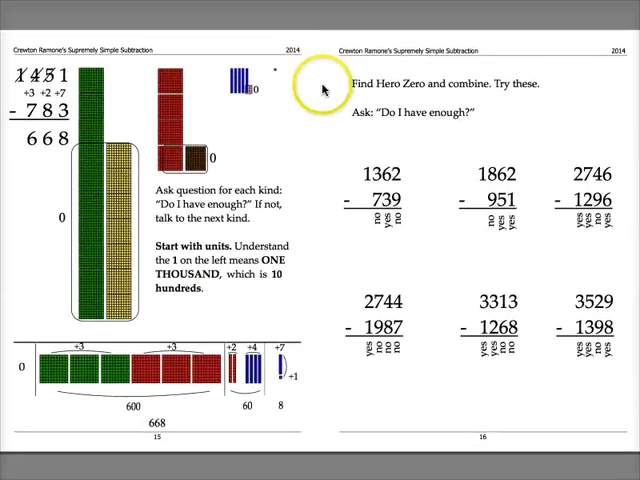 Crewton Ramone's Supremely Simple Subtraction 2014
1451
+3 +2 +7
- 783
668
0
0
0
Ask question for each kind:
“Do I have enough?” If not,
talk to the next kind.
Start with units. Understand
the 1 on the left means ONE
THOUSAND, which is 10
hundreds.
+3 +3 +2 +4 +7
0
+1
600 60 8
668
15
Crewton Ramone's Supremely Simple Subtraction 2014
Find Hero Zero and combine. Try these.
Ask: “Do I have enough?”
1362 1862 2746
- 739 - 951 - 1296
no yes no no yes yes yes yes no yes
2744 3313 3529
- 1987 - 1268 - 1398
yes no no no yes yes no no yes yes no yes
16